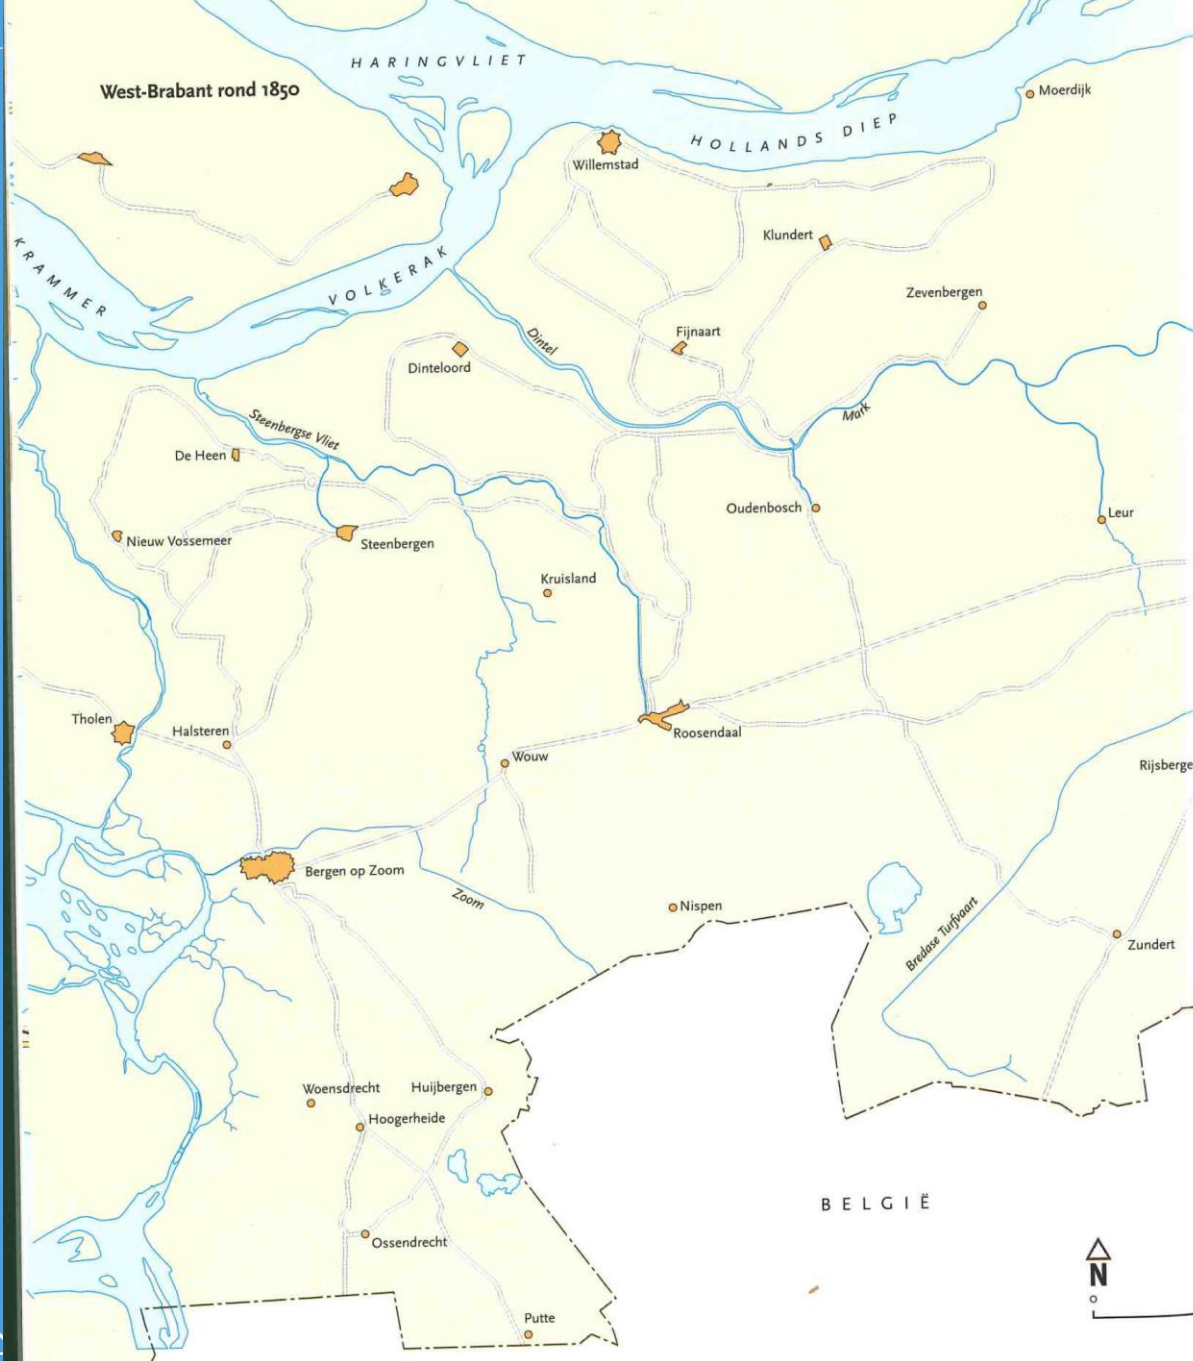 HARINGVLIET
West-Brabant rond 1850
Moerdijk
HOLLANDS DIEP
Willemstad
Klundert
KRAMMER
VOLKERAK
Zevenbergen
Dintel
Fijnaart
Dinteloord
Mark
Steenbergse Vliet
De Heen
Oudenbosch
Leur
Nieuw Vossemeer
Steenbergen
Kruisland
Tholen
Halsteren
Roosendaal
Wouw
Rijsberge
Bergen op Zoom
Zoom
Nispen
Bredase Turfvaart
Zundert
Woensdrecht
Huijbergen
Hoogerheide
BELGIË
Ossendrecht
N
0
Putte